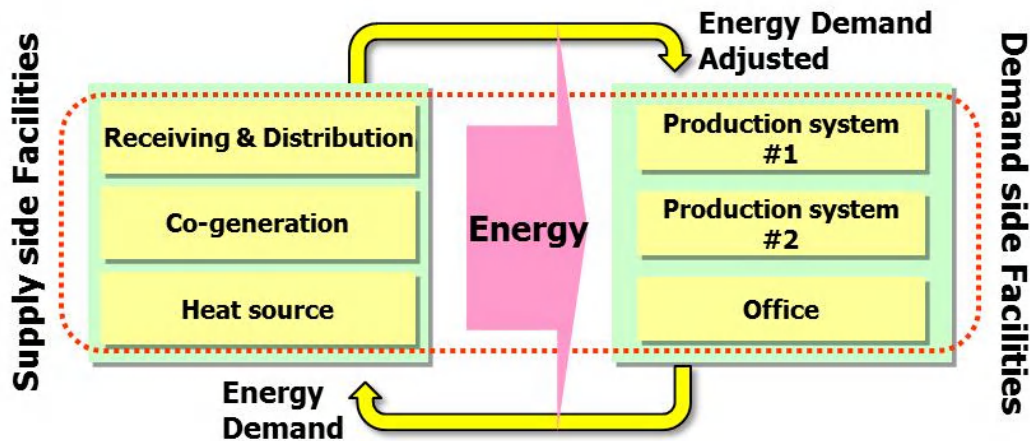 Supply side Facilities
Energy Demand
Adjusted
Receiving & Distribution
Co-generation
Heat source
Energy
Production system
#1
Production system
#2
Office
Demand side Facilities
Energy
Demand